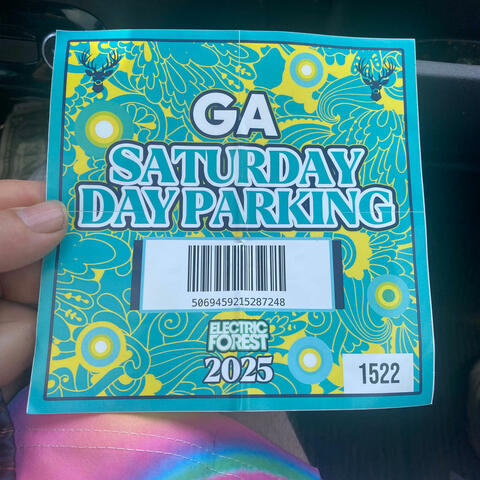 GA
SATURDAY
DAY PARKING
5069459215287248
ELECTRIC
FOREST
2025
1522